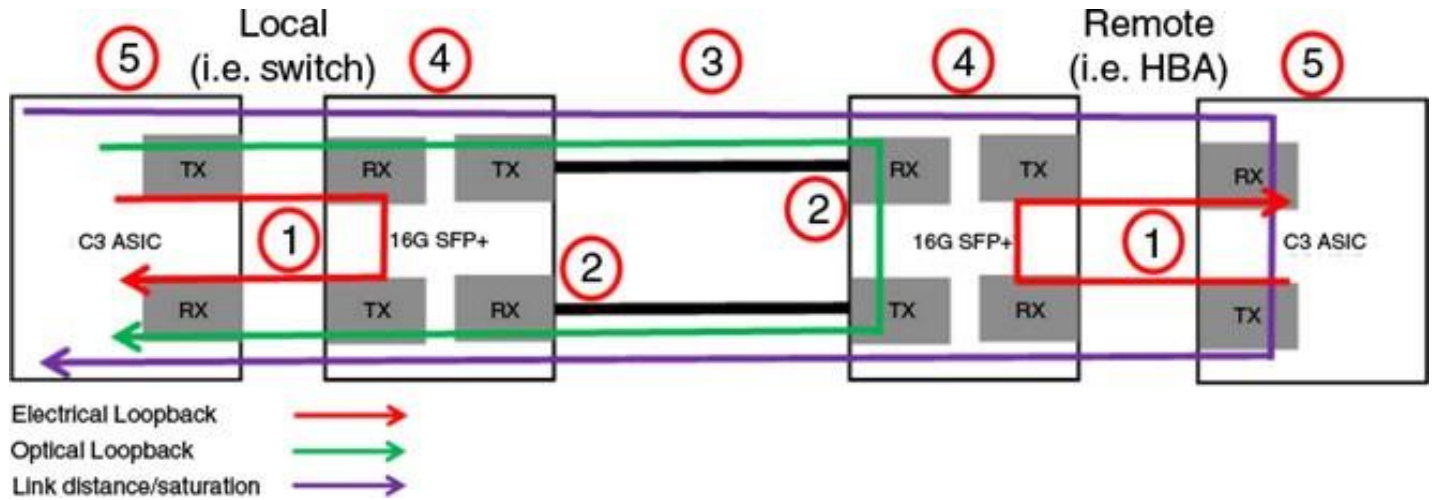 Local
(i.e. switch)
Remote
(i.e. HBA)
5
4
3
4
5
TX
RX
TX
RX
TX
RX
C3 ASIC
1
16G SFP+
2
2
16G SFP+
1
C3 ASIC
RX
TX
RX
TX
RX
TX
Electrical Loopback
Optical Loopback
Link distance/saturation